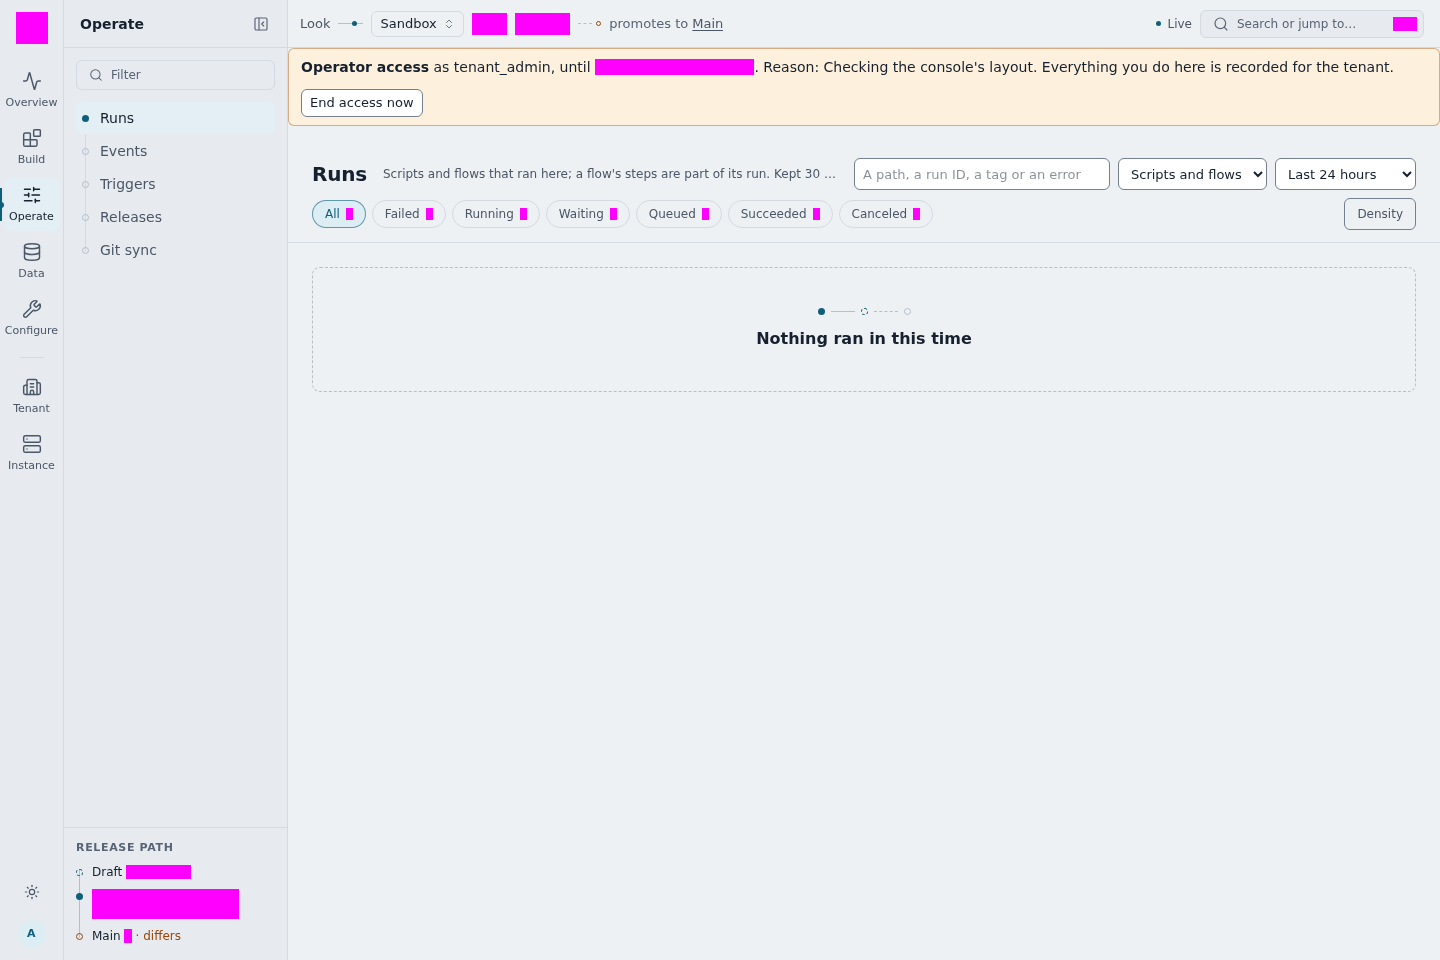 Operate
Look
Sandbox
promotes to Main
Live
Search or jump to...
Overview
Build
Operate
Data
Configure
Tenant
Instance
A
Filter
Runs
Events
Triggers
Releases
Git sync
RELEASE PATH
Draft
Main · differs
Operator access as tenant_admin, until . Reason: Checking the console's layout. Everything you do here is recorded for the tenant.
End access now
Runs
Scripts and flows that ran here; a flow's steps are part of its run. Kept 30 ...
A path, a run ID, a tag or an error
Scripts and flows
Last 24 hours
All
Failed
Running
Waiting
Queued
Succeeded
Canceled
Density
Nothing ran in this time